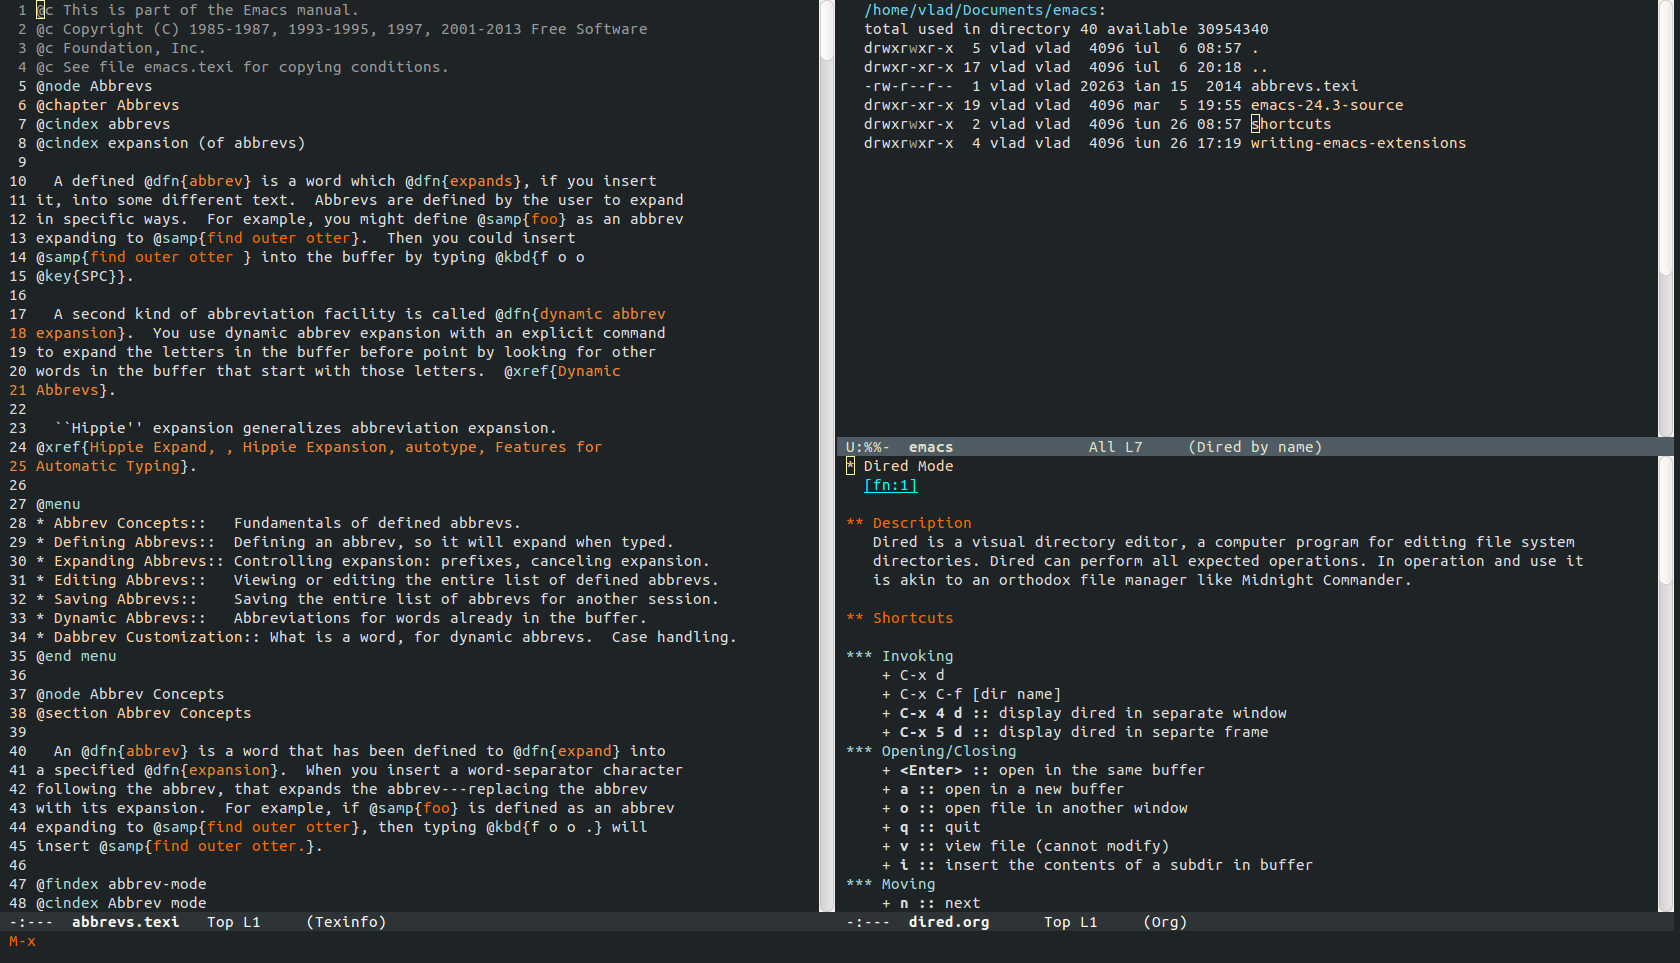 1 @c This is part of the Emacs manual.
2 @c Copyright (C) 1985-1987, 1993-1995, 1997, 2001-2013 Free Software
3 @c Foundation, Inc.
4 @c See file emacs.texi for copying conditions.
5 @node Abbrevs
6 @chapter Abbrevs
7 @cindex abbrevs
8 @cindex expansion (of abbrevs)
9
10   A defined @dfn{abbrev} is a word which @dfn{expands}, if you insert
11 it, into some different text.  Abbrevs are defined by the user to expand
12 in specific ways.  For example, you might define @samp{foo} as an abbrev
13 expanding to @samp{find outer otter}.  Then you could insert
14 @samp{find outer otter } into the buffer by typing @kbd{f o o
15 @key{SPC}}.
16
17   A second kind of abbreviation facility is called @dfn{dynamic abbrev
18 expansion}.  You use dynamic abbrev expansion with an explicit command
19 to expand the letters in the buffer before point by looking for other
20 words in the buffer that start with those letters.  @xref{Dynamic
21 Abbrevs}.
22
23   ``Hippie'' expansion generalizes abbreviation expansion.
24 @xref{Hippie Expand, , Hippie Expansion, autotype, Features for
25 Automatic Typing}.
26
27 @menu
28 * Abbrev Concepts::   Fundamentals of defined abbrevs.
29 * Defining Abbrevs::  Defining an abbrev, so it will expand when typed.
30 * Expanding Abbrevs:: Controlling expansion: prefixes, canceling expansion.
31 * Editing Abbrevs::   Viewing or editing the entire list of defined abbrevs.
32 * Saving Abbrevs::    Saving the entire list of abbrevs for another session.
33 * Dynamic Abbrevs::   Abbreviations for words already in the buffer.
34 * Dabbrev Customization:: What is a word, for dynamic abbrevs.  Case handling.
35 @end menu
36
37 @node Abbrev Concepts
38 @section Abbrev Concepts
39
40   An @dfn{abbrev} is a word that has been defined to @dfn{expand} into
41 a specified @dfn{expansion}.  When you insert a word-separator character
42 following the abbrev, that expands the abbrev---replacing the abbrev
43 with its expansion.  For example, if @samp{foo} is defined as an abbrev
44 expanding to @samp{find outer otter}, then typing @kbd{f o o .} will
45 insert @samp{find outer otter.}.
46
47 @findex abbrev-mode
48 @cindex Abbrev mode
-:---  abbrevs.texi   Top L1     (Texinfo)
M-x
/home/vlad/Documents/emacs:
total used in directory 40 available 30954340
drwxrwxr-x  5 vlad vlad  4096 iul  6 08:57 .
drwxr-xr-x 17 vlad vlad  4096 iul  6 20:18 ..
-rw-r--r--  1 vlad vlad 20263 ian 15  2014 abbrevs.texi
drwxr-xr-x 19 vlad vlad  4096 mar  5 19:55 emacs-24.3-source
drwxrwxr-x  2 vlad vlad  4096 iun 26 08:57 shortcuts
drwxrwxr-x  4 vlad vlad  4096 iun 26 17:19 writing-emacs-extensions
U:%%-  emacs               All L7     (Dired by name)
* Dired Mode
[fn:1]
** Description
Dired is a visual directory editor, a computer program for editing file system
directories. Dired can perform all expected operations. In operation and use it
is akin to an orthodox file manager like Midnight Commander.
** Shortcuts
*** Invoking
+ C-x d
+ C-x C-f [dir name]
+ C-x 4 d :: display dired in separate window
+ C-x 5 d :: display dired in separte frame
*** Opening/Closing
+ <Enter> :: open in the same buffer
+ a :: open in a new buffer
+ o :: open file in another window
+ q :: quit
+ v :: view file (cannot modify)
+ i :: insert the contents of a subdir in buffer
*** Moving
+ n :: next
-:---  dired.org      Top L1     (Org)